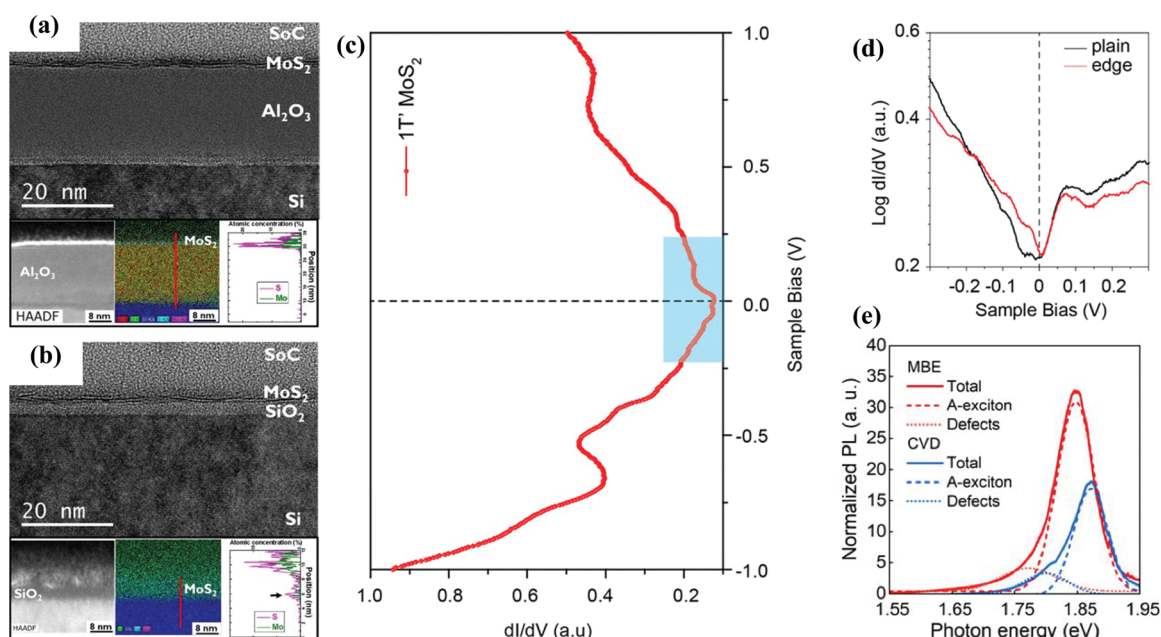 (a)
SoC
MoS2
Al2O3
20 nm
Si
MoS2
Al2O3
HAADF
8 nm
8 nm
Atomic concentration (%)
Position (nm)
S
Mo
(b)
SoC
MoS2
SiO2
20 nm
Si
SiO2
MoS2
HAADF
8 nm
8 nm
Atomic concentration (%)
Position (nm)
S
Mo
(c)
1T' MoS2
1.0
0.5
0.0
-0.5
-1.0
Sample Bias (V)
1.0 0.8 0.6 0.4 0.2
dI/dV (a.u)
(d)
0.6
0.4
0.2
Log dI/dV (a.u.)
plain
edge
-0.2 -0.1 0 0.1 0.2
Sample Bias (V)
(e)
40
35
30
25
20
15
10
5
0
Normalized PL (a. u.)
MBE
Total
A-exciton
Defects
CVD
Total
A-exciton
Defects
1.55 1.65 1.75 1.85 1.95
Photon energy (eV)